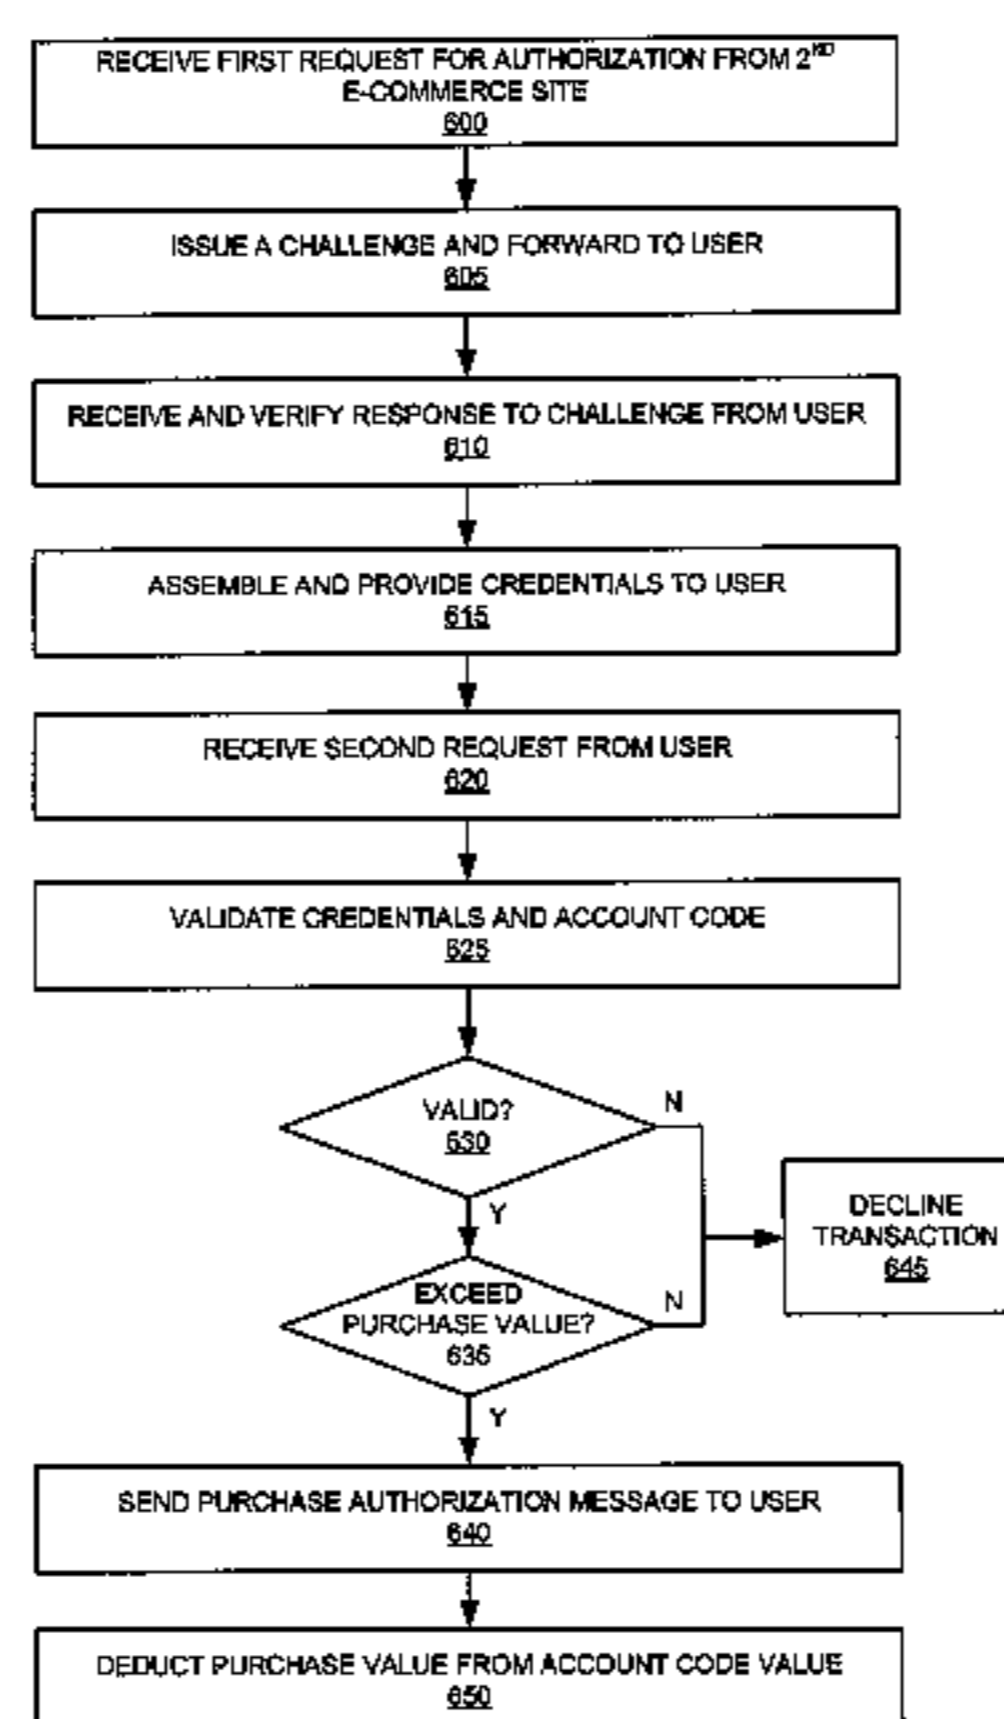 RECEIVE FIRST REQUEST FOR AUTHORIZATION FROM 2ND
E-COMMERCE SITE
600
ISSUE A CHALLENGE AND FORWARD TO USER
605
RECEIVE AND VERIFY RESPONSE TO CHALLENGE FROM USER
610
ASSEMBLE AND PROVIDE CREDENTIALS TO USER
615
RECEIVE SECOND REQUEST FROM USER
620
VALIDATE CREDENTIALS AND ACCOUNT CODE
625
VALID?
630
N
Y
DECLINE
TRANSACTION
645
EXCEED
PURCHASE VALUE?
635
N
Y
SEND PURCHASE AUTHORIZATION MESSAGE TO USER
640
DEDUCT PURCHASE VALUE FROM ACCOUNT CODE VALUE
650